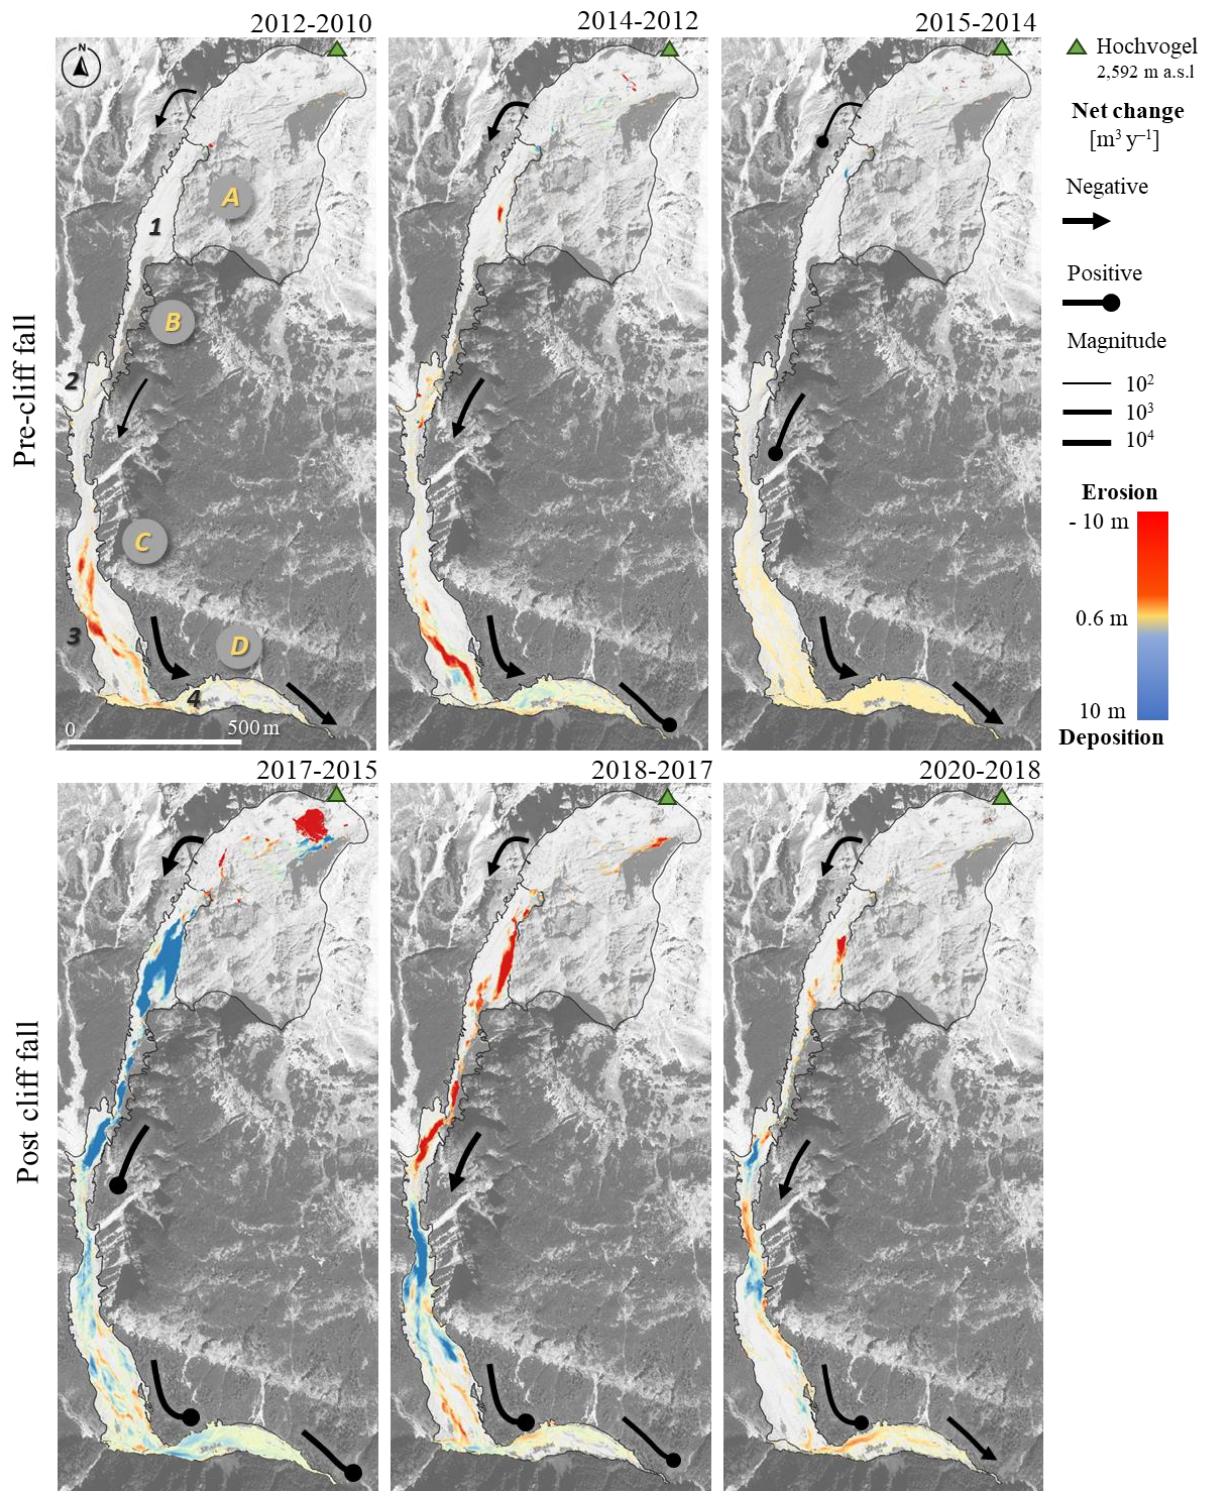 2012-2010
2014-2012
2015-2014
Hochvogel
2,592 m a.s.l
N
Net change
[m³ y⁻¹]
A
Negative
1
Positive
B
Magnitude
2
10²
10³
10⁴
Pre-cliff fall
Erosion
- 10 m
C
0.6 m
3
D
4
10 m
0
500 m
Deposition
2017-2015
2018-2017
2020-2018
Post cliff fall